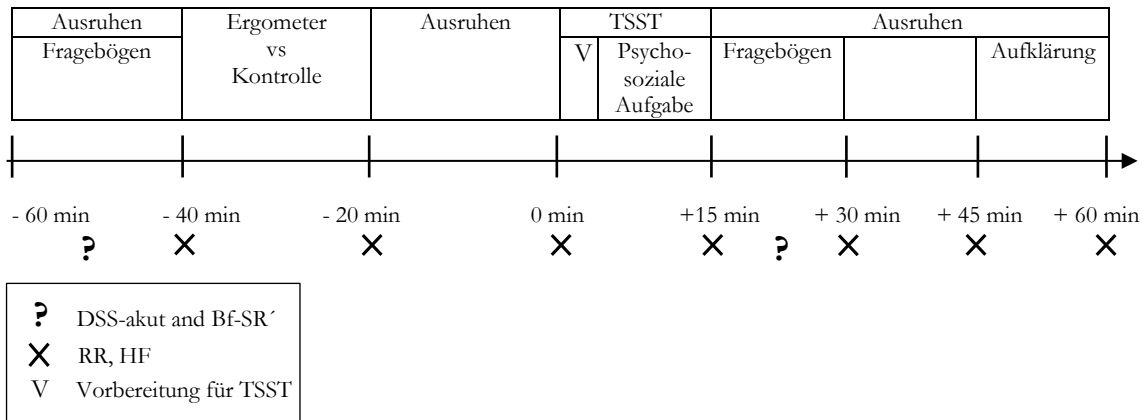 Ausruhen
Fragebögen
Ergometer
vs
Kontrolle
Ausruhen
TSST
V
Psycho-
soziale
Aufgabe
Ausruhen
Fragebögen
Aufklärung
- 60 min - 40 min - 20 min 0 min +15 min + 30 min + 45 min + 60 min
? X X X X ? X X X
? DSS-akut and Bf-SR´
X RR, HF
V Vorbereitung für TSST